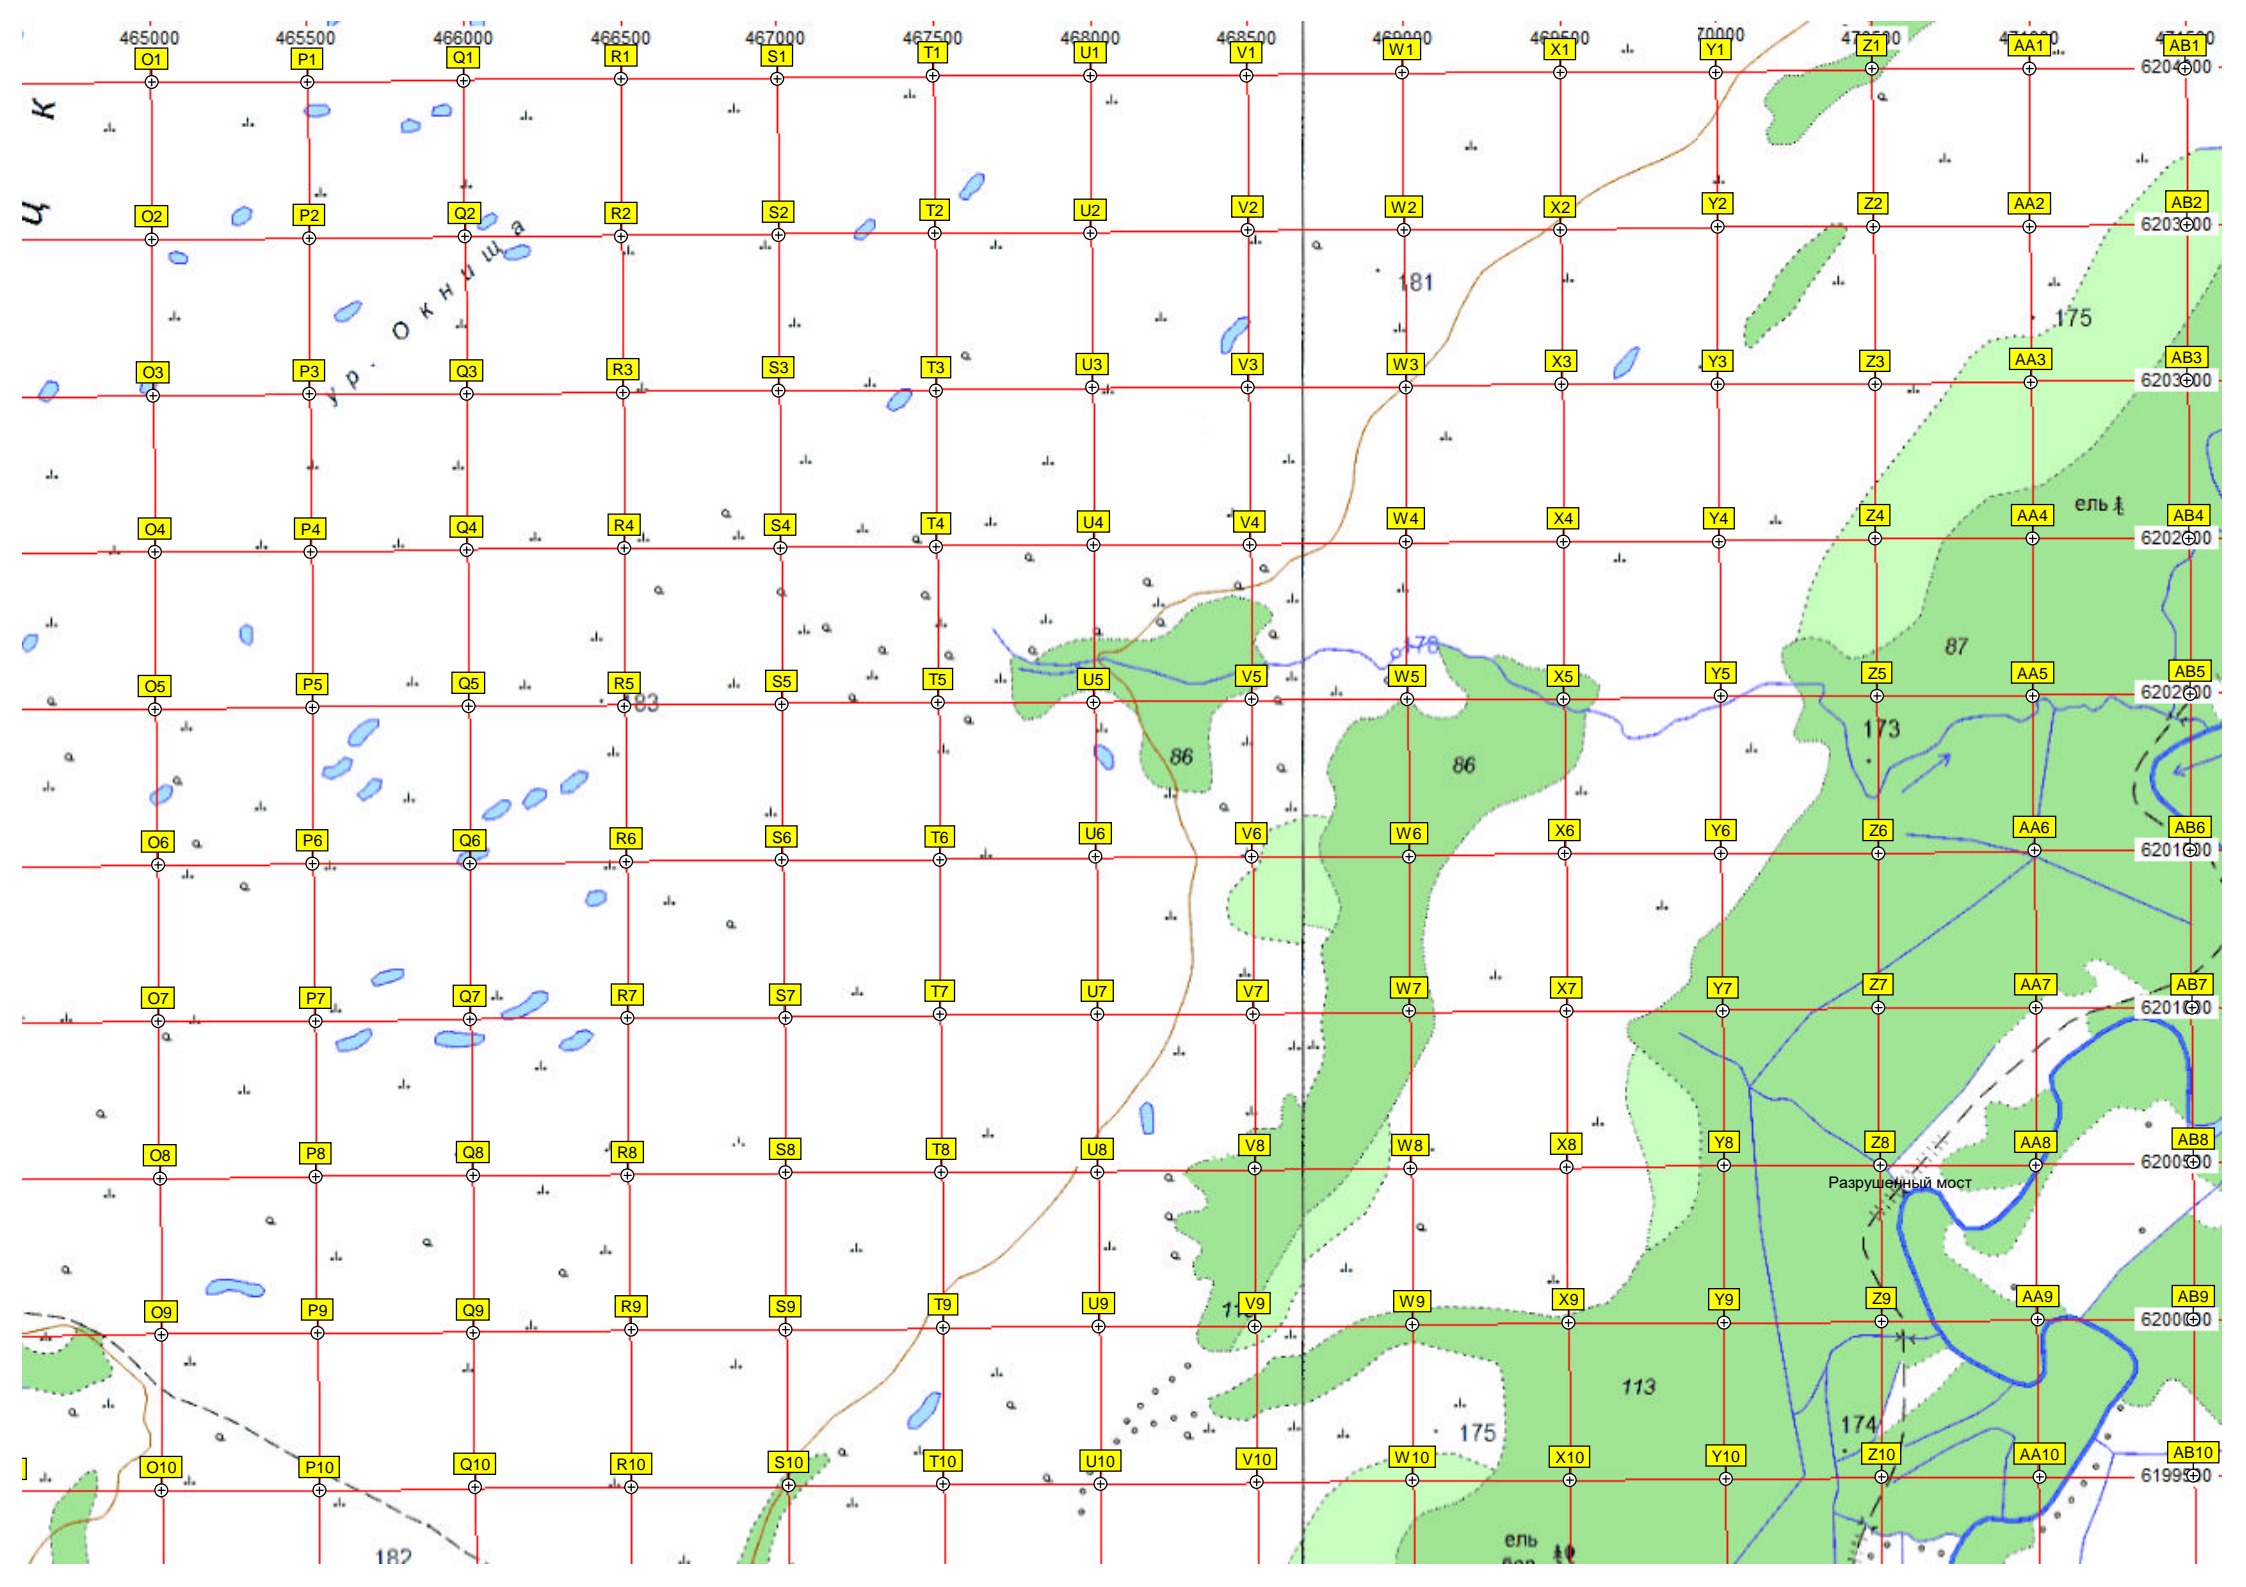 465000 465500 466000 466500 467000 467500 468000 468500 469000 469500 70000
O1 P1 Q1 R1 S1 T1 U1 V1 W1 X1 Y1 Z1 AA1 AB1
К
Ц
O2 P2 Q2 R2 S2 T2 U2 V2 W2 X2 Y2 Z2 AA2 AB2
ур. Окнища
181
175
O3 P3 Q3 R3 S3 T3 U3 V3 W3 X3 Y3 Z3 AA3 AB3
ель
O4 P4 Q4 R4 S4 T4 U4 V4 W4 X4 Y4 Z4 AA4 AB4
178
87
O5 P5 Q5 R5 S5 T5 U5 V5 W5 X5 Y5 Z5 AA5 AB5
83
173
86
86
O6 P6 Q6 R6 S6 T6 U6 V6 W6 X6 Y6 Z6 AA6 AB6
O7 P7 Q7 R7 S7 T7 U7 V7 W7 X7 Y7 Z7 AA7 AB7
O8 P8 Q8 R8 S8 T8 U8 V8 W8 X8 Y8 Z8 AA8 AB8
Разрушенный мост
O9 P9 Q9 R9 S9 T9 U9 V9 W9 X9 Y9 Z9 AA9 AB9
113
174
175
O10 P10 Q10 R10 S10 T10 U10 V10 W10 X10 Y10 Z10 AA10 AB10
ель
182